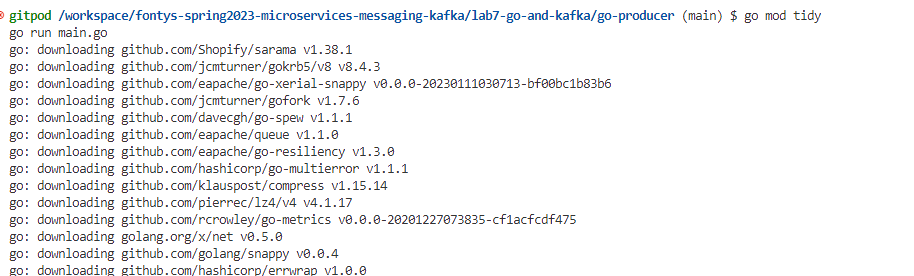 gitpod /workspace/fontys-spring2023-microservices-messaging-kafka/lab7-go-and-kafka/go-producer (main) $ go mod tidy
go run main.go
go: downloading github.com/Shopify/sarama v1.38.1
go: downloading github.com/jcmturner/gokrb5/v8 v8.4.3
go: downloading github.com/eapache/go-xerial-snappy v0.0.0-20230111030713-bf00bc1b83b6
go: downloading github.com/jcmturner/gofork v1.7.6
go: downloading github.com/davecgh/go-spew v1.1.1
go: downloading github.com/eapache/queue v1.1.0
go: downloading github.com/eapache/go-resiliency v1.3.0
go: downloading github.com/hashicorp/go-multierror v1.1.1
go: downloading github.com/klauspost/compress v1.15.14
go: downloading github.com/pierrec/lz4/v4 v4.1.17
go: downloading github.com/rcrowley/go-metrics v0.0.0-20201227073835-cf1acfcdf475
go: downloading golang.org/x/net v0.5.0
go: downloading github.com/golang/snappy v0.0.4
go: downloading github.com/hashicorp/errwrap v1.0.0